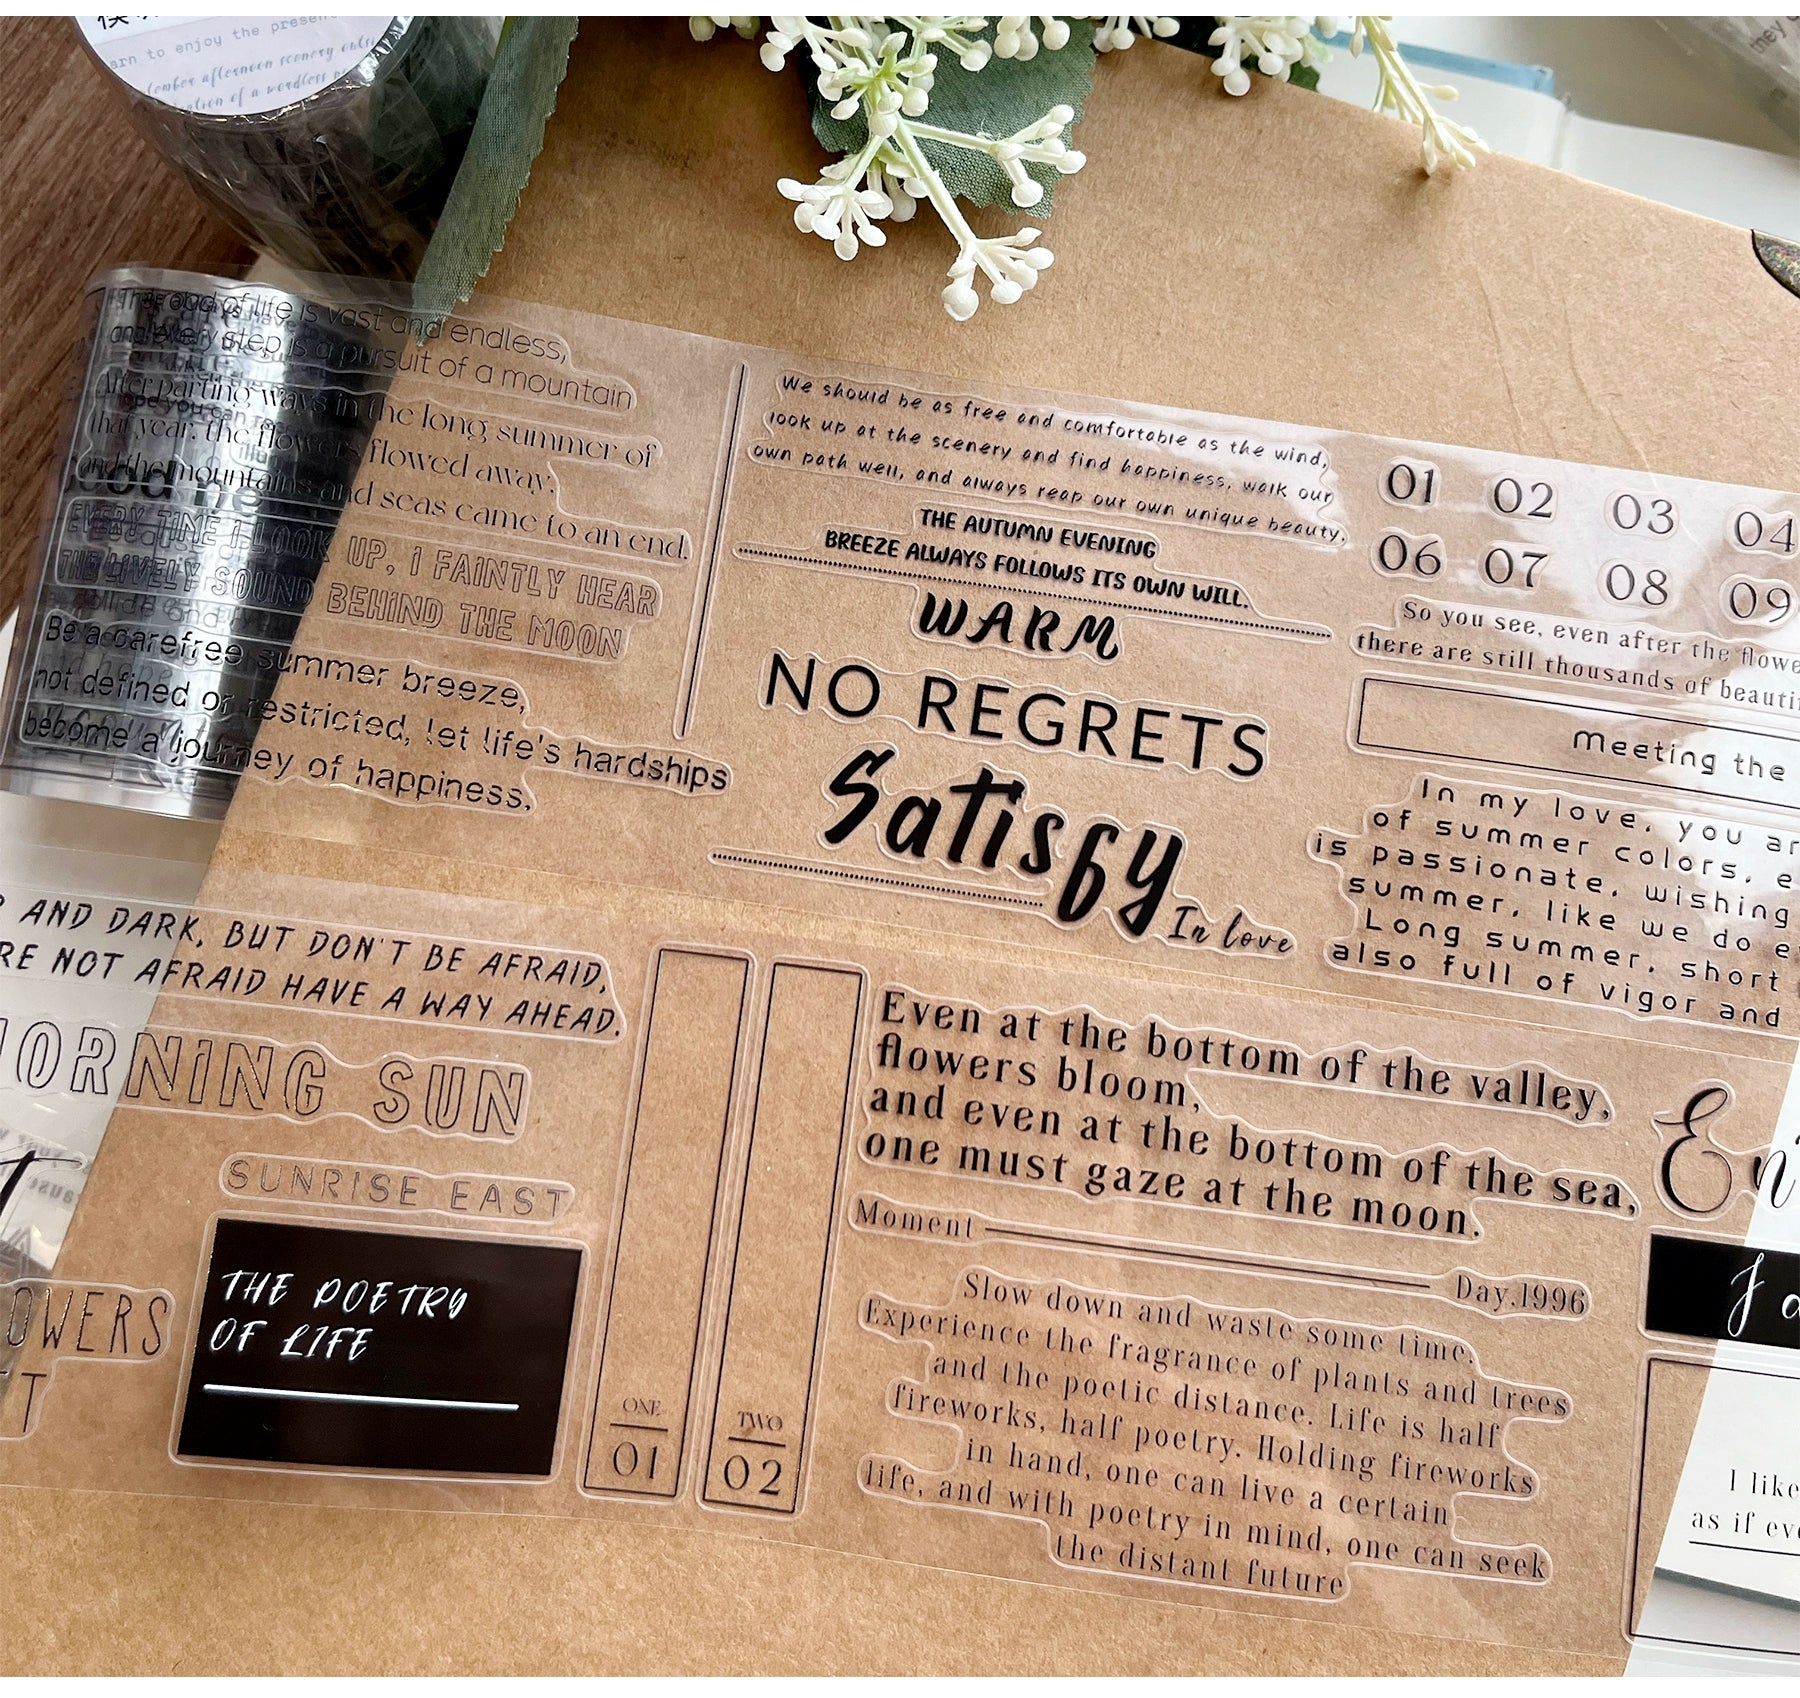 arn to enjoy the presen
afternoon scenery
of a wordless
The road of life is vast and endless,
and every step is a pursuit of a mountain
After parting ways in the long summer of
that year, the flowers flowed away,
and the mountains and seas came to an end.
EVERY TIME I LOOK UP, I FAINTLY HEAR
THE LIVELY SOUND BEHIND THE MOON
Be a carefree summer breeze,
not defined or restricted, let life's hardships
become a journey of happiness,
We should be as free and comfortable as the wind,
look up at the scenery and find happiness, walk our
own path well, and always reap our own unique beauty.
THE AUTUMN EVENING
BREEZE ALWAYS FOLLOWS ITS OWN WILL.
WARM
NO REGRETS
Satisfy
In love
01 02 03 04
06 07 08 09
So you see, even after the flowe
there are still thousands of beauti
Meeting the
In my love, you ar
of summer colors, e
is passionate, wishing
summer, like we do e
Long summer, short
also full of vigor and
AND DARK, BUT DON'T BE AFRAID,
RE NOT AFRAID HAVE A WAY AHEAD.
MORNING SUN
SUNRISE EAST
OWERS
T
THE POETRY
OF LIFE
ONE
01
TWO
02
Even at the bottom of the valley,
flowers bloom,
and even at the bottom of the sea,
one must gaze at the moon.
Moment
Day,1996
Slow down and waste some time.
Experience the fragrance of plants and trees
and the poetic distance. Life is half
fireworks, half poetry. Holding fireworks
in hand, one can live a certain
life, and with poetry in mind, one can seek
the distant future
En
I like
as if eve